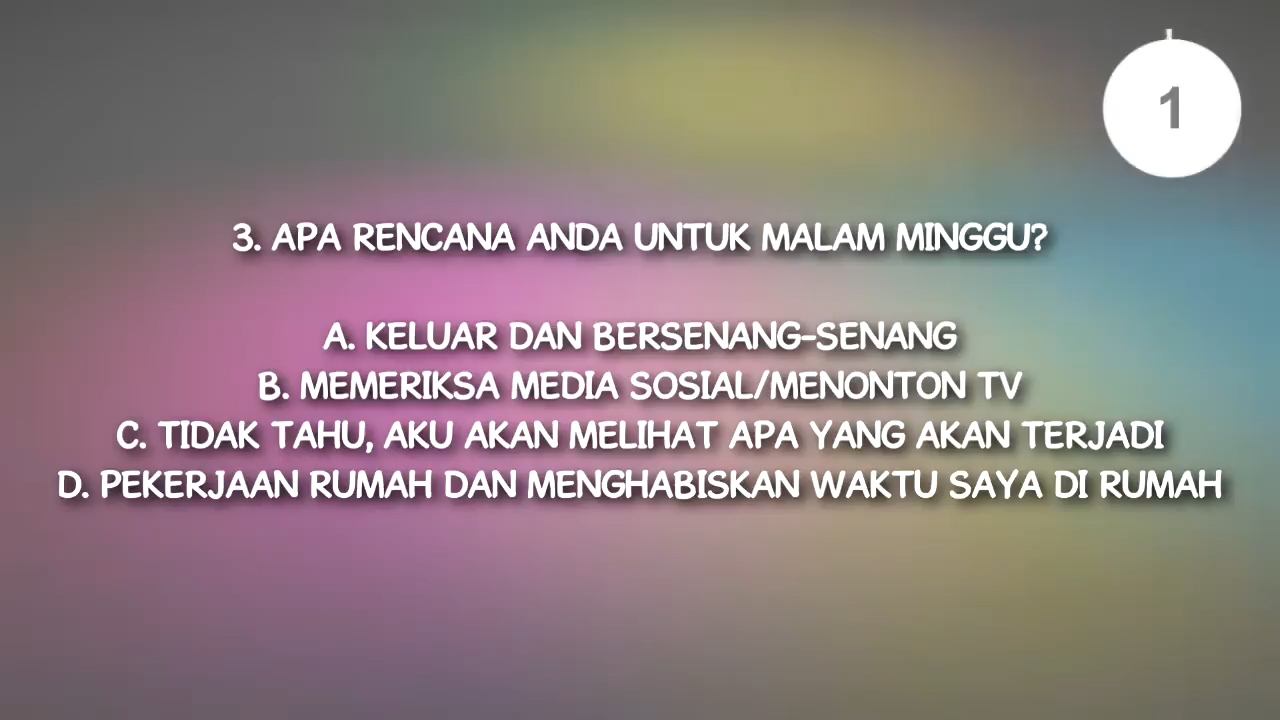 1
3. APA RENCANA ANDA UNTUK MALAM MINGGU?
A. KELUAR DAN BERSENANG-SENANG
B. MEMERIKSA MEDIA SOSIAL/MENONTON TV
C. TIDAK TAHU, AKU AKAN MELIHAT APA YANG AKAN TERJADI
D. PEKERJAAN RUMAH DAN MENGHABISKAN WAKTU SAYA DI RUMAH